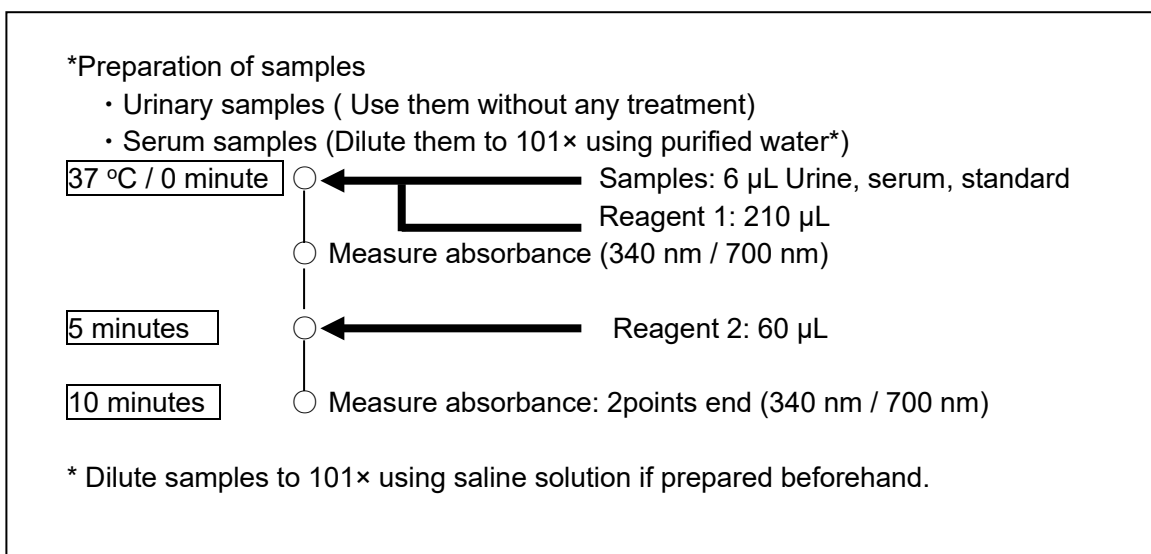 *Preparation of samples
・Urinary samples ( Use them without any treatment)
・Serum samples (Dilute them to 101× using purified water*)
37 ºC / 0 minute Samples: 6 µL Urine, serum, standard
Reagent 1: 210 µL
Measure absorbance (340 nm / 700 nm)
5 minutes Reagent 2: 60 µL
10 minutes Measure absorbance: 2points end (340 nm / 700 nm)
* Dilute samples to 101× using saline solution if prepared beforehand.